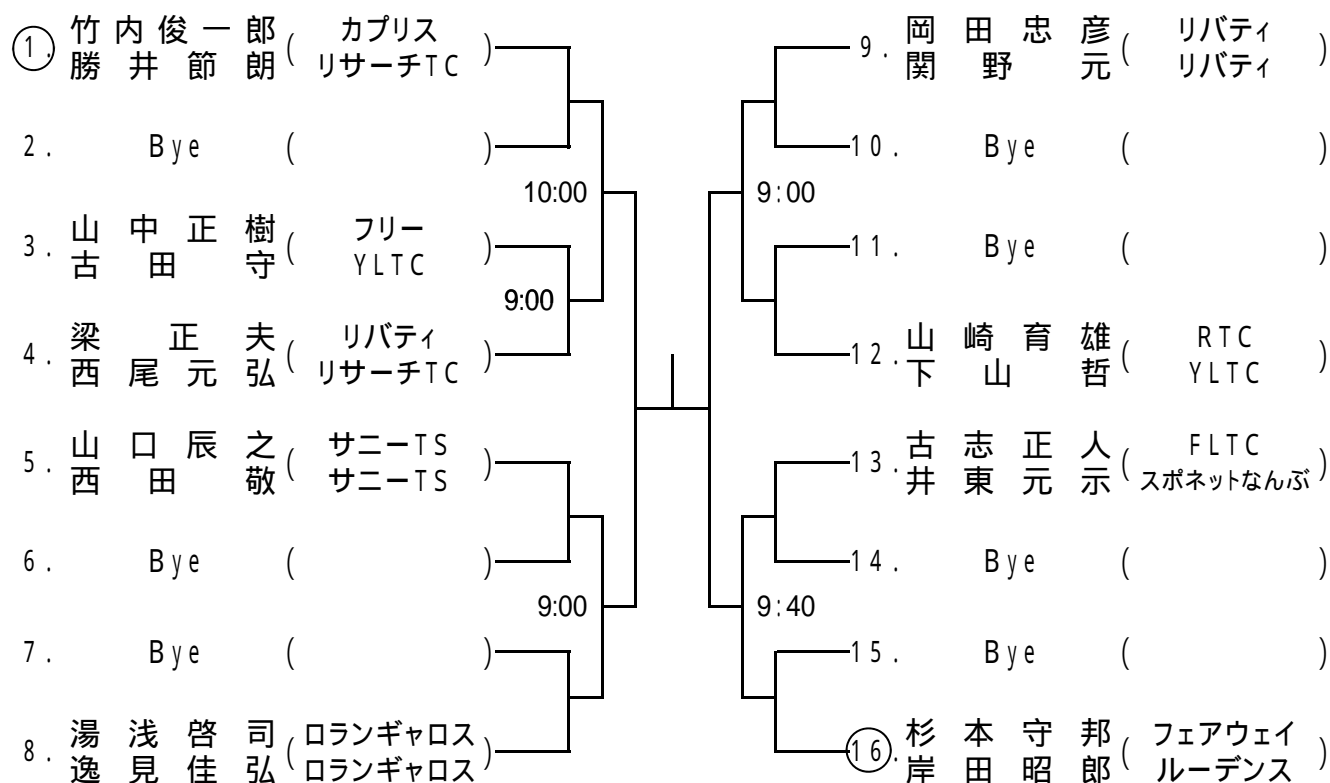 1. 竹内俊一郎 ( カプリス )
勝井節朗 リサーチTC
2. Bye ( )
10:00
3. 山中正樹 ( フリー )
古田守 YLTC
9:00
4. 梁正夫 ( リバティ )
西尾元弘 リサーチTC
5. 山口辰之 ( サニーTS )
西田敬 サニーTS
6. Bye ( )
9:00
7. Bye ( )
8. 湯浅啓司 ( ロランギャロス )
逸見佳弘 ロランギャロス
9. 岡田忠彦 ( リバティ )
関野元 リバティ
10. Bye ( )
9:00
11. Bye ( )
12. 山崎育雄 ( RTC )
下山哲 YLTC
13. 古志正人 ( FLTC )
井東元示 スポネットなんぶ
14. Bye ( )
9:40
15. Bye ( )
16. 杉本守邦 ( フェアウェイ )
岸田昭郎 ルーデンス